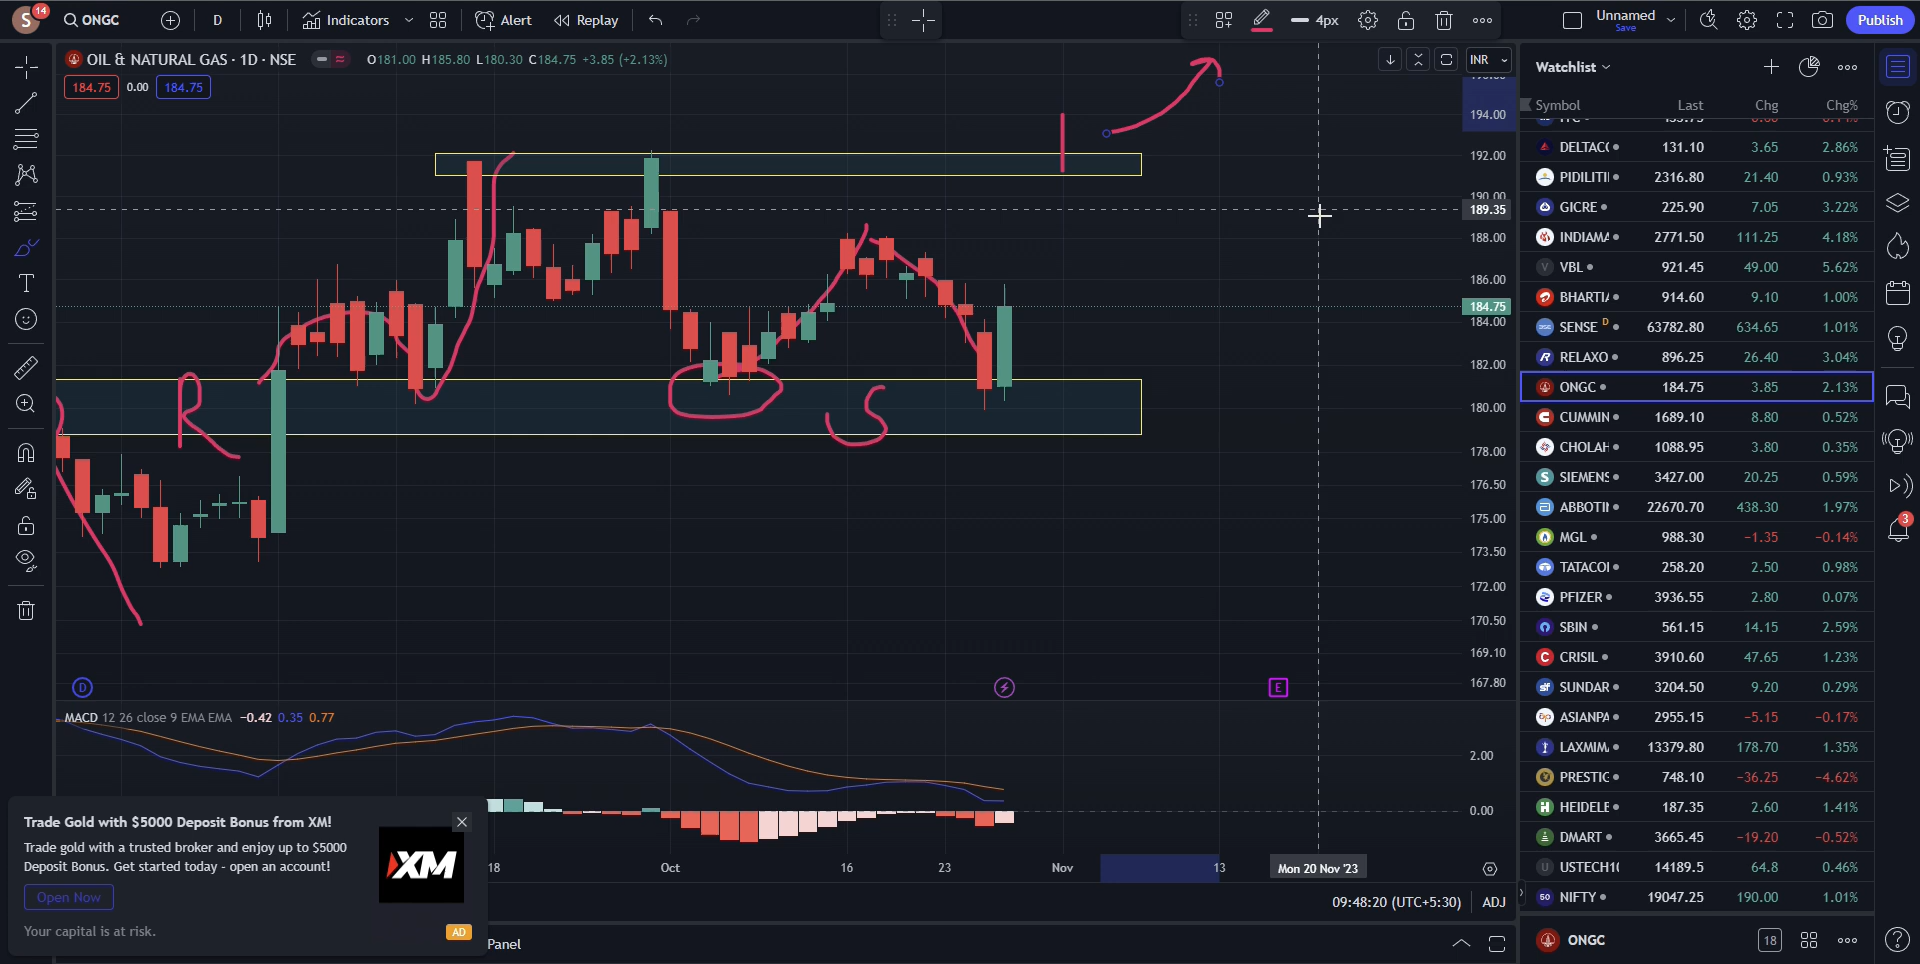 S 14 ONGC D Indicators Alert Replay 4px Unnamed Save Publish
OIL & NATURAL GAS · 1D · NSE O181.00 H185.80 L180.30 C184.75 +3.85 (+2.13%) INR
184.75 0.00 184.75
194.00
192.00
190.00
189.35
188.00
186.00
184.75
184.00
182.00
180.00
178.00
176.50
175.00
173.50
172.00
170.50
169.10
167.80
R
S
D E
MACD 12 26 close 9 EMA EMA −0.42 0.35 0.77
2.00
0.00
18 Oct 16 23 Nov 13 Mon 20 Nov '23
09:48:20 (UTC+5:30) ADJ
Panel
Trade Gold with $5000 Deposit Bonus from XM!
Trade gold with a trusted broker and enjoy up to $5000
Deposit Bonus. Get started today - open an account!
XM
Open Now
Your capital is at risk. AD
Watchlist
Symbol Last Chg Chg%
DELTAC 131.10 3.65 2.86%
PIDILITI 2316.80 21.40 0.93%
GICRE 225.90 7.05 3.22%
INDIAMA 2771.50 111.25 4.18%
V VBL 921.45 49.00 5.62%
BHARTIA 914.60 9.10 1.00%
SENSE D 63782.80 634.65 1.01%
RELAXO 896.25 26.40 3.04%
ONGC 184.75 3.85 2.13%
CUMMIN 1689.10 8.80 0.52%
CHOLAH 1088.95 3.80 0.35%
SIEMENS 3427.00 20.25 0.59%
ABBOTI 22670.70 438.30 1.97%
MGL 988.30 −1.35 −0.14%
TATACO 258.20 2.50 0.98%
PFIZER 3936.55 2.80 0.07%
SBIN 561.15 14.15 2.59%
CRISIL 3910.60 47.65 1.23%
SUNDAR 3204.50 9.20 0.29%
ASIANPA 2955.15 −5.15 −0.17%
LAXMIM 13379.80 178.70 1.35%
PRESTIG 748.10 −36.25 −4.62%
HEIDELE 187.35 2.60 1.41%
DMART 3665.45 −19.20 −0.52%
U USTECH1 14189.5 64.8 0.46%
50 NIFTY 19047.25 190.00 1.01%
ONGC 18
3